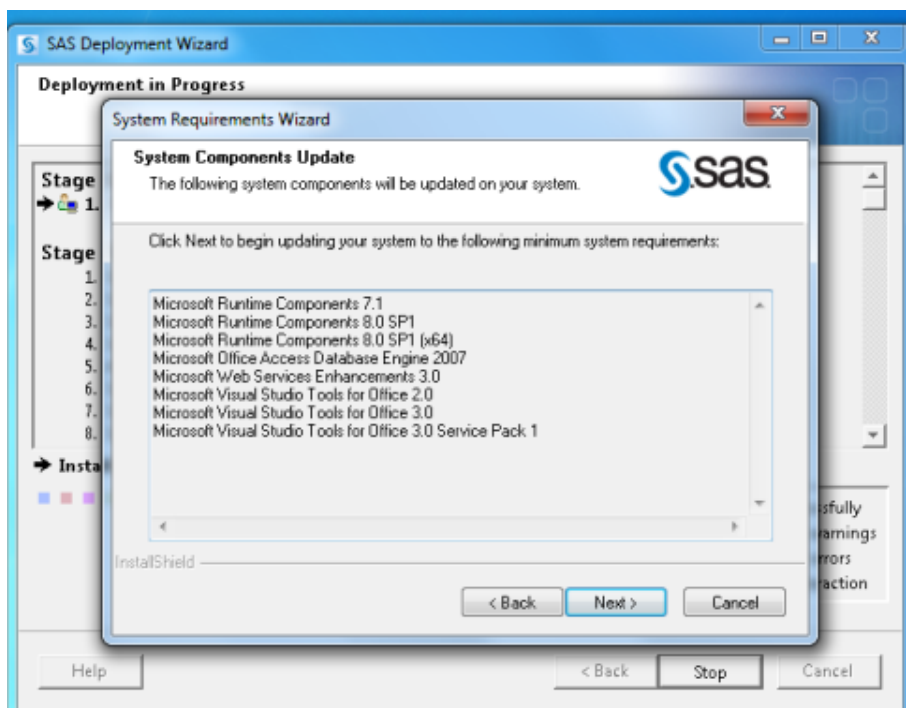 SAS Deployment Wizard
Deployment in Progress
System Requirements Wizard
System Components Update
The following system components will be updated on your system.
sas
Stage
1.
Stage
1.
2.
3.
4.
5.
6.
7.
8.
Click Next to begin updating your system to the following minimum system requirements:
Microsoft Runtime Components 7.1
Microsoft Runtime Components 8.0 SP1
Microsoft Runtime Components 8.0 SP1 (x64)
Microsoft Office Access Database Engine 2007
Microsoft Web Services Enhancements 3.0
Microsoft Visual Studio Tools for Office 2.0
Microsoft Visual Studio Tools for Office 3.0
Microsoft Visual Studio Tools for Office 3.0 Service Pack 1
InstallShield
< Back Next > Cancel
Help < Back Stop Cancel